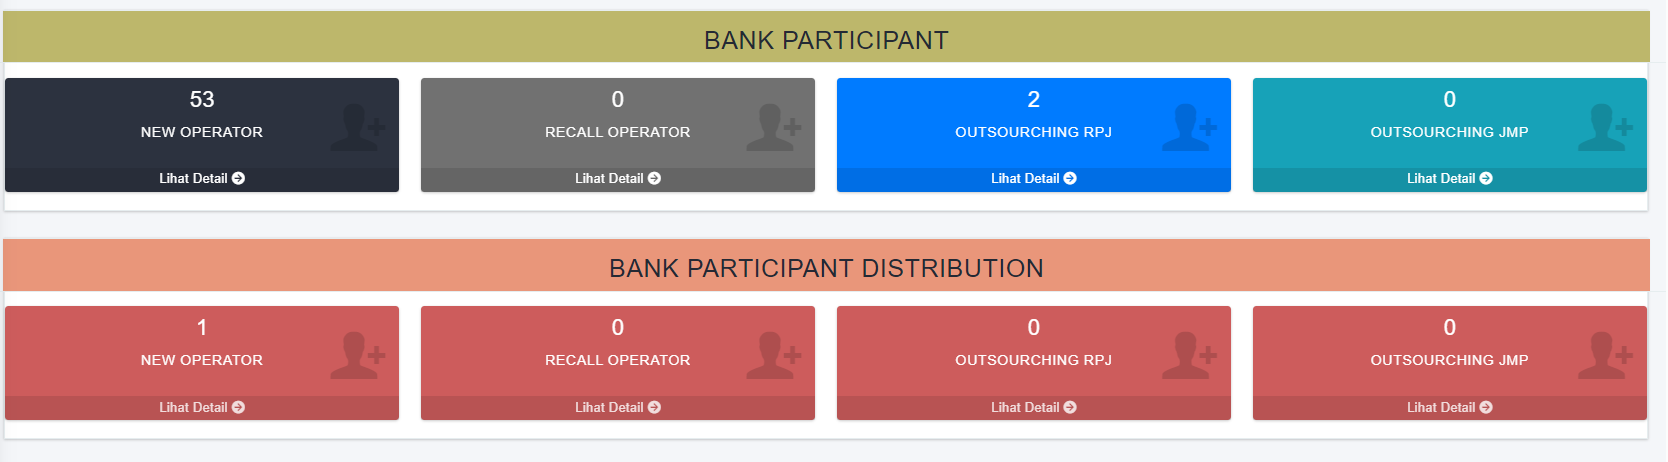 BANK PARTICIPANT
53
NEW OPERATOR
Lihat Detail
0
RECALL OPERATOR
Lihat Detail
2
OUTSOURCHING RPJ
Lihat Detail
0
OUTSOURCHING JMP
Lihat Detail
BANK PARTICIPANT DISTRIBUTION
1
NEW OPERATOR
Lihat Detail
0
RECALL OPERATOR
Lihat Detail
0
OUTSOURCHING RPJ
Lihat Detail
0
OUTSOURCHING JMP
Lihat Detail